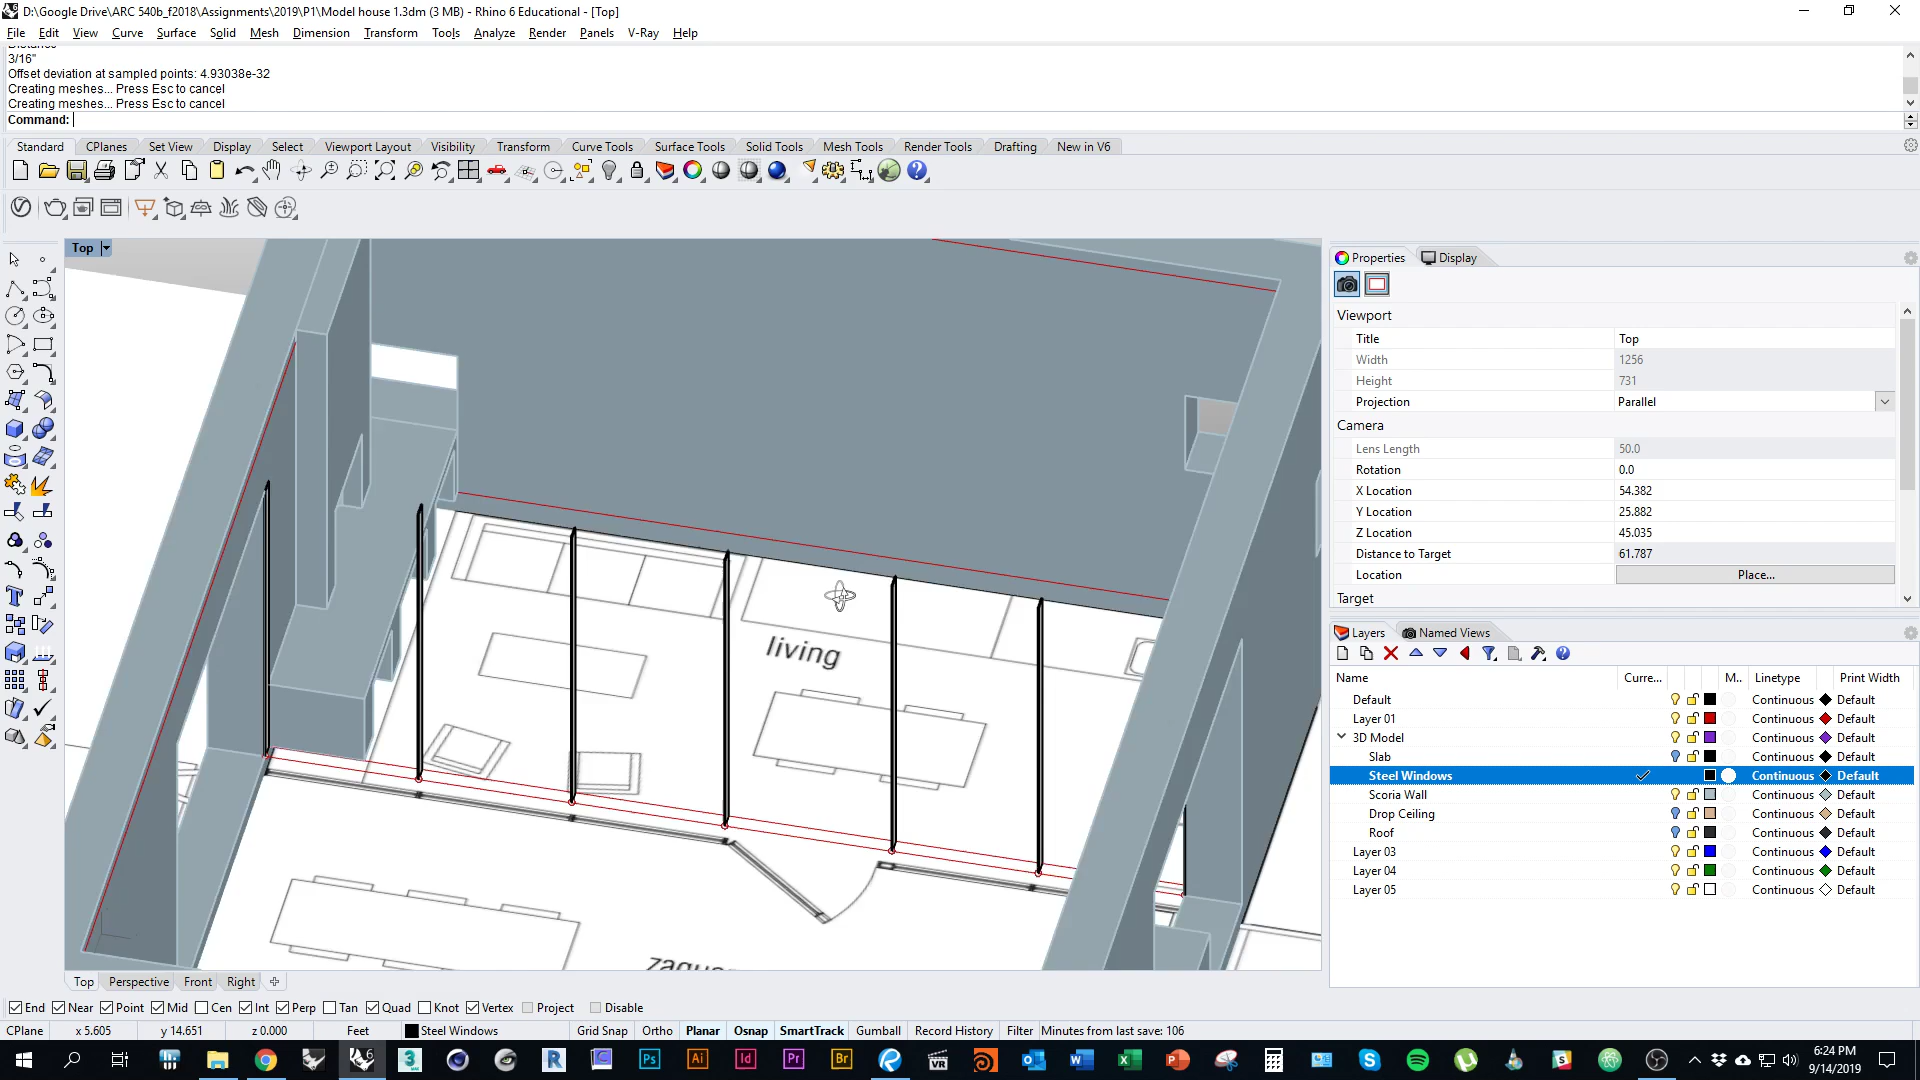 D:\Google Drive\ARC 540b_f2018\Assignments\2019\P1\Model house 1.3dm (3 MB) - Rhino 6 Educational - [Top]
File Edit View Curve Surface Solid Mesh Dimension Transform Tools Analyze Render Panels V-Ray Help
3/16"
Offset deviation at sampled points: 4.93038e-32
Creating meshes... Press Esc to cancel
Creating meshes... Press Esc to cancel
Command:
Standard CPlanes Set View Display Select Viewport Layout Visibility Transform Curve Tools Surface Tools Solid Tools Mesh Tools Render Tools Drafting New in V6
Top
Properties Display
Viewport
Title Top
Width 1256
Height 731
Projection Parallel
Camera
Lens Length 50.0
Rotation 0.0
X Location 54.382
Y Location 25.882
Z Location 45.035
Distance to Target 61.787
Location Place...
Target
living
Layers Named Views
Name Curre... M.. Linetype Print Width
Default Continuous Default
Layer 01 Continuous Default
3D Model Continuous Default
Slab Continuous Default
Steel Windows Continuous Default
Scoria Wall Continuous Default
Drop Ceiling Continuous Default
Roof Continuous Default
Layer 03 Continuous Default
Layer 04 Continuous Default
Layer 05 Continuous Default
Top Perspective Front Right
End Near Point Mid Cen Int Perp Tan Quad Knot Vertex Project Disable
CPlane x 5.605 y 14.651 z 0.000 Feet Steel Windows Grid Snap Ortho Planar Osnap SmartTrack Gumball Record History Filter Minutes from last save: 106
6:24 PM
9/14/2019